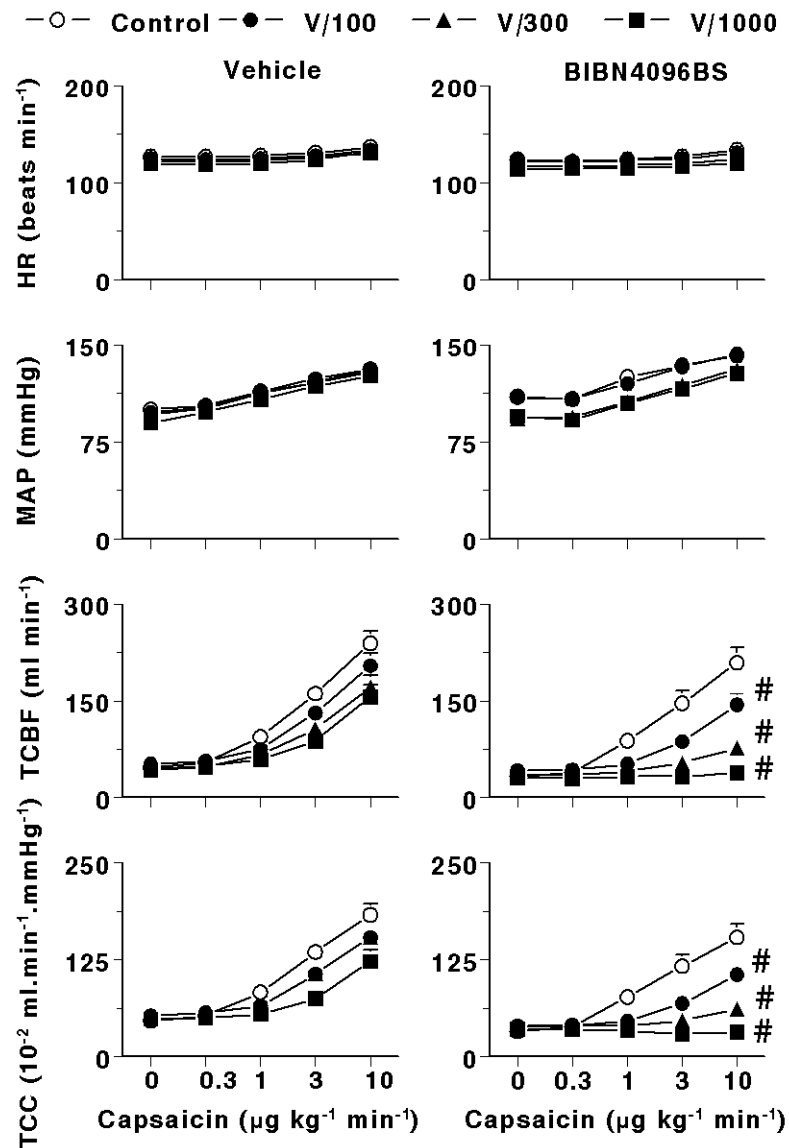 Control V/100 V/300 V/1000
Vehicle BIBN4096BS
HR (beats min⁻¹)
200 200
100 100
0 0
MAP (mmHg)
150 150
75 75
0 0
TCBF (ml min⁻¹)
300 300
150 150
0 0
# # #
TCC (10⁻² ml.min⁻¹.mmHg⁻¹)
250 250
125 125
0 0
# # #
0 0.3 1 3 10 0 0.3 1 3 10
Capsaicin (µg kg⁻¹ min⁻¹) Capsaicin (µg kg⁻¹ min⁻¹)